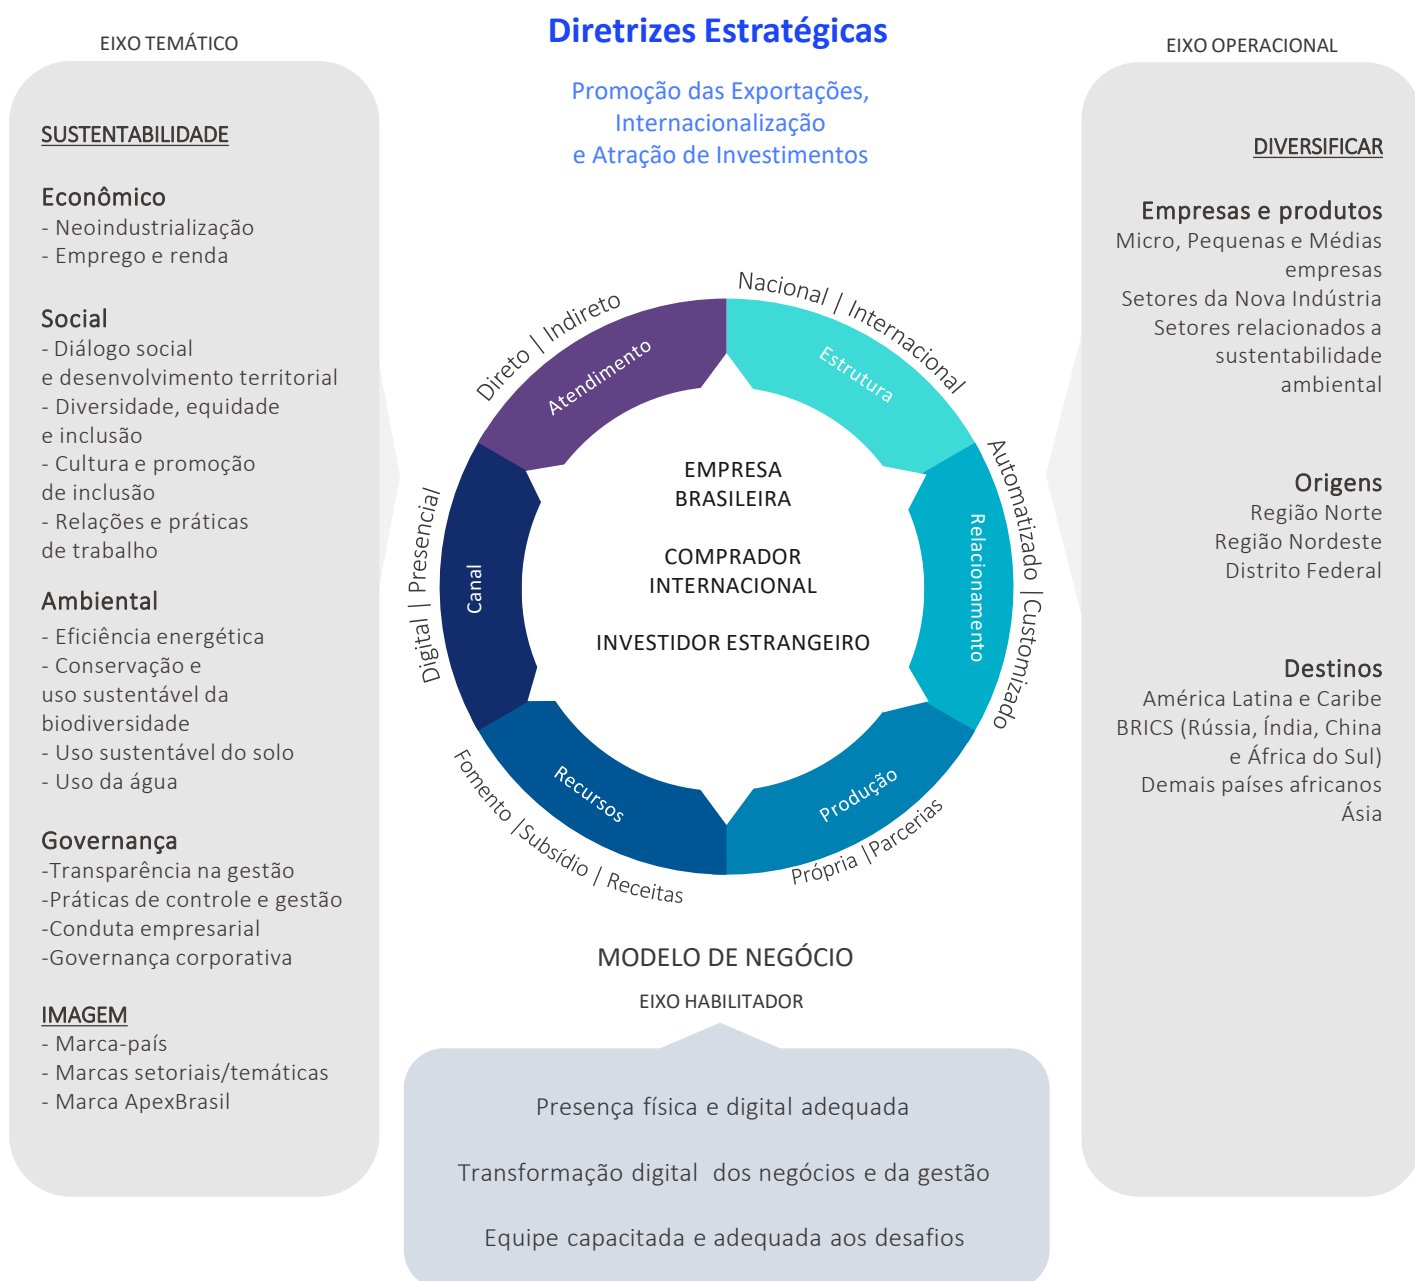 Diretrizes Estratégicas
Promoção das Exportações,
Internacionalização
e Atração de Investimentos
EIXO TEMÁTICO
SUSTENTABILIDADE
Econômico
- Neoindustrialização
- Emprego e renda
Social
- Diálogo social
e desenvolvimento territorial
- Diversidade, equidade
e inclusão
- Cultura e promoção
de inclusão
- Relações e práticas
de trabalho
Ambiental
- Eficiência energética
- Conservação e
uso sustentável da
biodiversidade
- Uso sustentável do solo
- Uso da água
Governança
-Transparência na gestão
-Práticas de controle e gestão
-Conduta empresarial
-Governança corporativa
IMAGEM
- Marca-país
- Marcas setoriais/temáticas
- Marca ApexBrasil
Direto | Indireto
Atendimento
Nacional | Internacional
Estrutura
Automatizado |Customizado
Relacionamento
Própria |Parcerias
Produção
Fomento |Subsídio | Receitas
Recursos
Digital | Presencial
Canal
EMPRESA
BRASILEIRA
COMPRADOR
INTERNACIONAL
INVESTIDOR ESTRANGEIRO
MODELO DE NEGÓCIO
EIXO HABILITADOR
Presença física e digital adequada
Transformação digital dos negócios e da gestão
Equipe capacitada e adequada aos desafios
EIXO OPERACIONAL
DIVERSIFICAR
Empresas e produtos
Micro, Pequenas e Médias
empresas
Setores da Nova Indústria
Setores relacionados a
sustentabilidade
ambiental
Origens
Região Norte
Região Nordeste
Distrito Federal
Destinos
América Latina e Caribe
BRICS (Rússia, Índia, China
e África do Sul)
Demais países africanos
Ásia